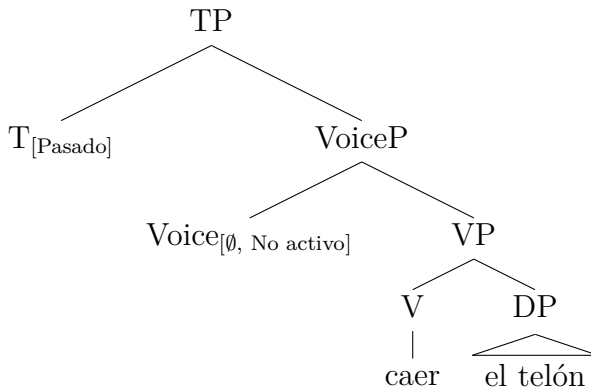 TP
T[Pasado] VoiceP
Voice[∅, No activo] VP
V DP
caer el telón